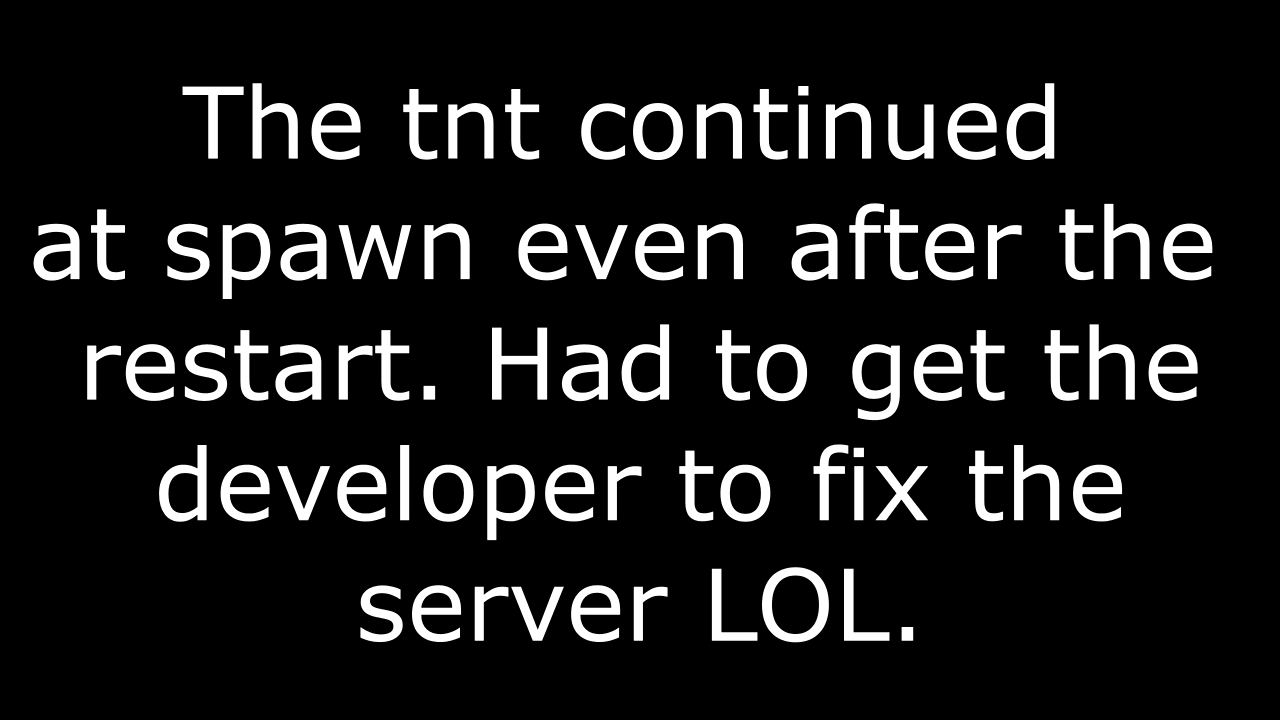 The tnt continued
at spawn even after the
restart. Had to get the
developer to fix the
server LOL.